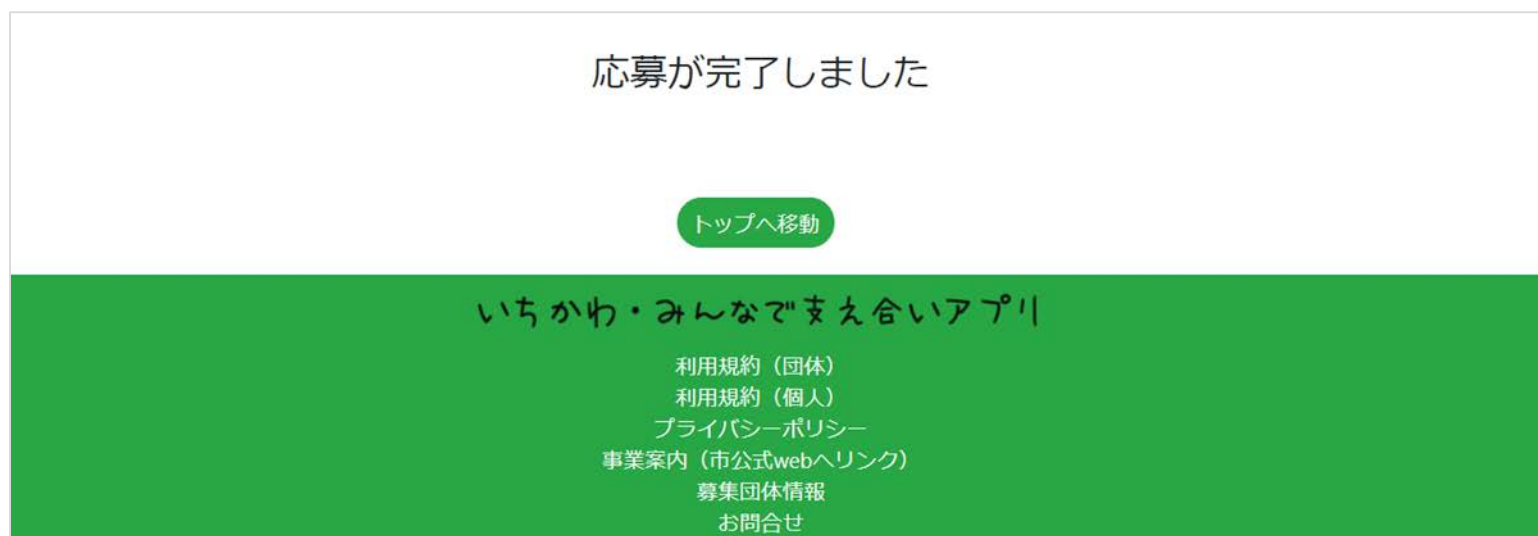 応募が完了しました
トップへ移動
いちかわ・みんなで支え合いアプリ
利用規約（団体）
利用規約（個人）
プライバシーポリシー
事業案内（市公式webへリンク）
募集団体情報
お問合せ